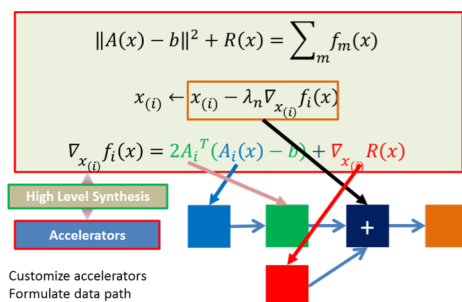 ‖A(x) − b‖² + R(x) = ∑ₘ fₘ(x)
x₍ᵢ₎ ← x₍ᵢ₎ − λₙ∇ₓ₍ᵢ₎ fᵢ(x)
∇ₓ₍ᵢ₎ fᵢ(x) = 2Aᵢᵀ(Aᵢ(x) − b) + ∇ₓ₍ᵢ₎ R(x)
High Level Synthesis
Accelerators
+
Customize accelerators
Formulate data path